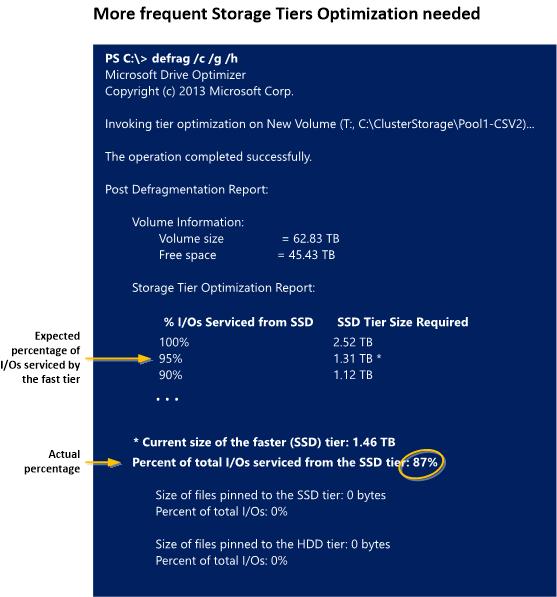 More frequent Storage Tiers Optimization needed
PS C:\> defrag /c /g /h
Microsoft Drive Optimizer
Copyright (c) 2013 Microsoft Corp.
Invoking tier optimization on New Volume (T:, C:\ClusterStorage\Pool1-CSV2)...
The operation completed successfully.
Post Defragmentation Report:
Volume Information:
Volume size = 62.83 TB
Free space = 45.43 TB
Storage Tier Optimization Report:
% I/Os Serviced from SSD SSD Tier Size Required
100% 2.52 TB
Expected
percentage of
I/Os serviced by
the fast tier
95% 1.31 TB *
90% 1.12 TB
...
* Current size of the faster (SSD) tier: 1.46 TB
Actual
percentage
Percent of total I/Os serviced from the SSD tier: 87%
Size of files pinned to the SSD tier: 0 bytes
Percent of total I/Os: 0%
Size of files pinned to the HDD tier: 0 bytes
Percent of total I/Os: 0%